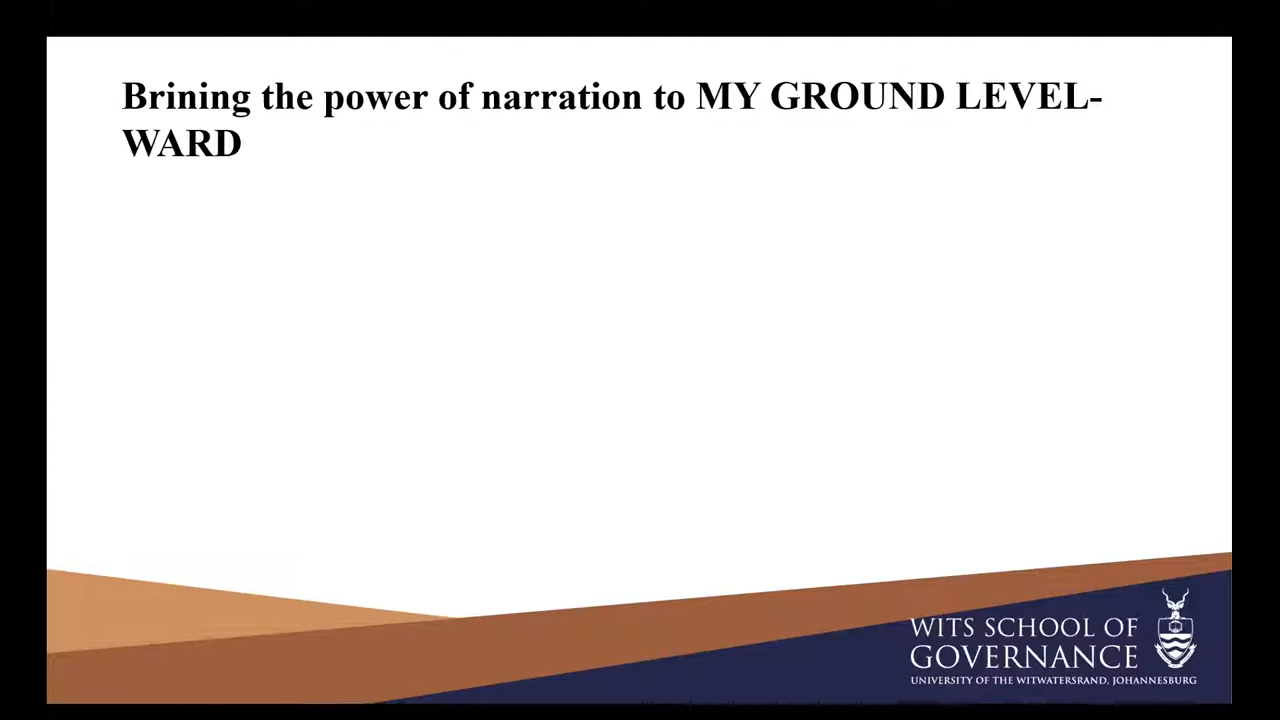 Brining the power of narration to MY GROUND LEVEL-
WARD
WITS SCHOOL OF
GOVERNANCE
UNIVERSITY OF THE WITWATERSRAND, JOHANNESBURG